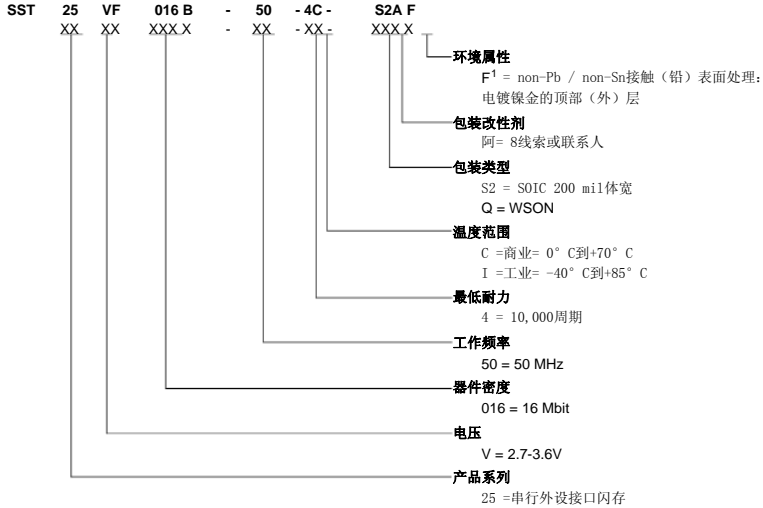 SST 25 VF 016 B - 50 - 4C - S2A F
XX XX XXX X - XX - XX - XXX X
环境属性
F1 = non-Pb / non-Sn接触（铅）表面处理:
电镀镍金的顶部（外）层
包装改性剂
阿= 8线索或联系人
包装类型
S2 = SOIC 200 mil体宽
Q = WSON
温度范围
C =商业= 0° C到+70° C
I =工业= -40° C到+85° C
最低耐力
4 = 10,000周期
工作频率
50 = 50 MHz
器件密度
016 = 16 Mbit
电压
V = 2.7-3.6V
产品系列
25 =串行外设接口闪存